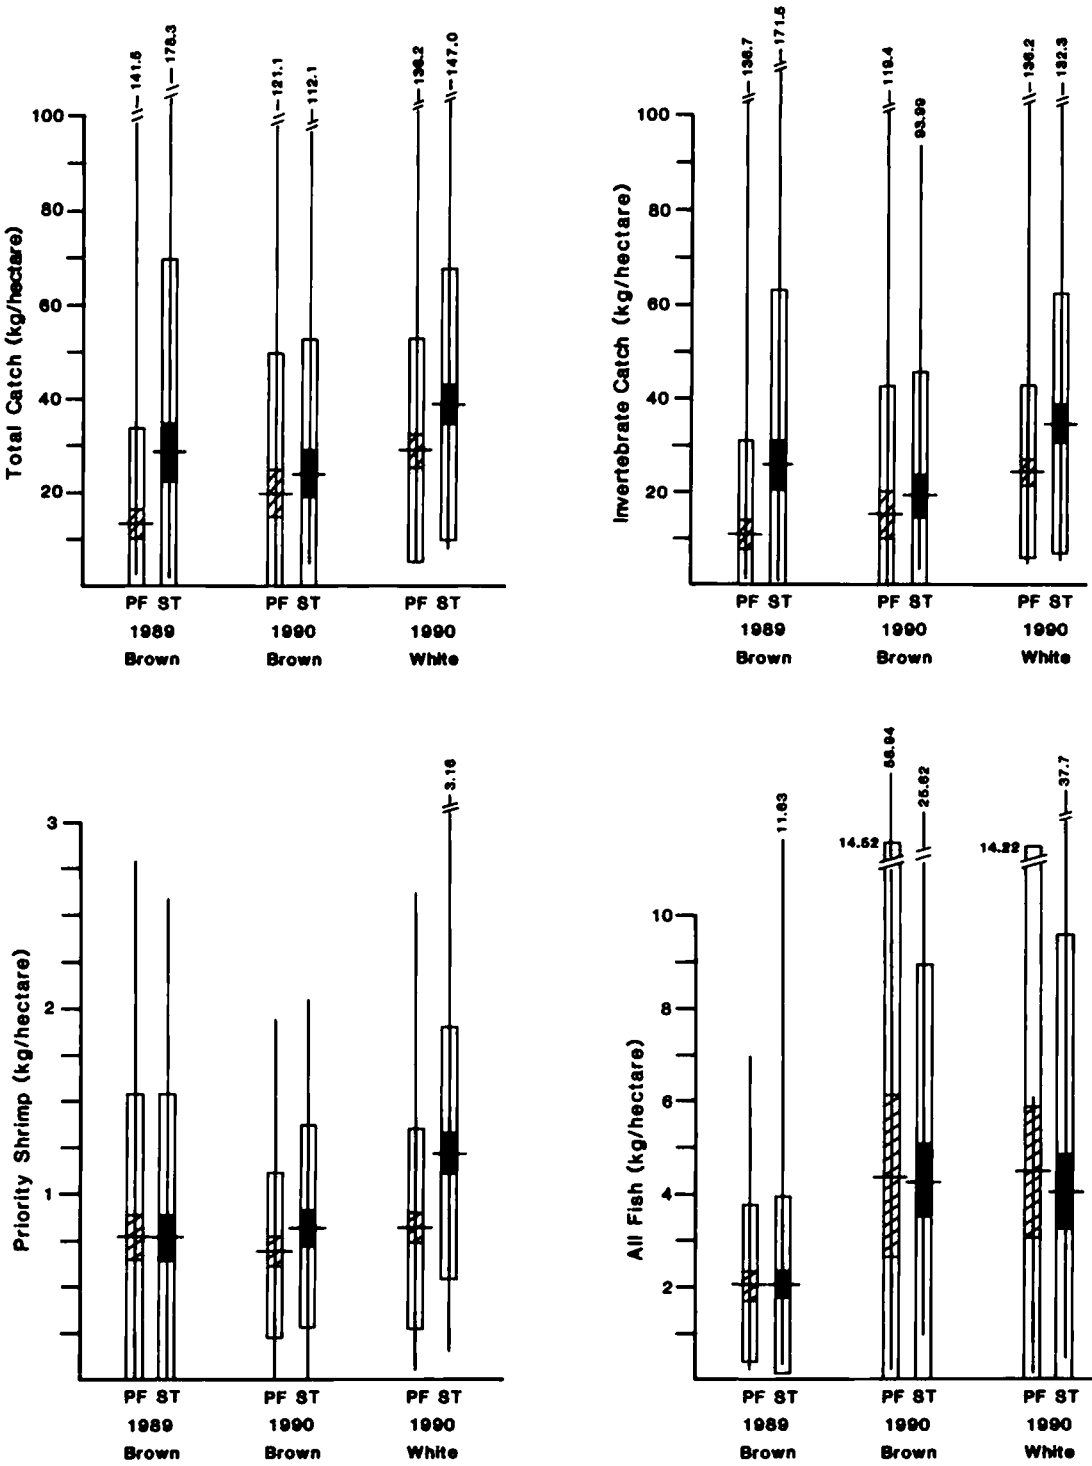 141.5
178.3
121.1
112.1
136.2
147.0
100
80
60
40
20
Total Catch (kg/hectare)
PF ST PF ST PF ST
1989 1990 1990
Brown Brown White
136.7
171.5
119.4
93.99
136.2
132.3
100
80
60
40
20
Invertebrate Catch (kg/hectare)
PF ST PF ST PF ST
1989 1990 1990
Brown Brown White
3.16
3
2
1
Priority Shrimp (kg/hectare)
PF ST PF ST PF ST
1989 1990 1990
Brown Brown White
11.63
14.52
25.62
14.22
37.7
10
8
6
4
2
All Fish (kg/hectare)
PF ST PF ST PF ST
1989 1990 1990
Brown Brown White